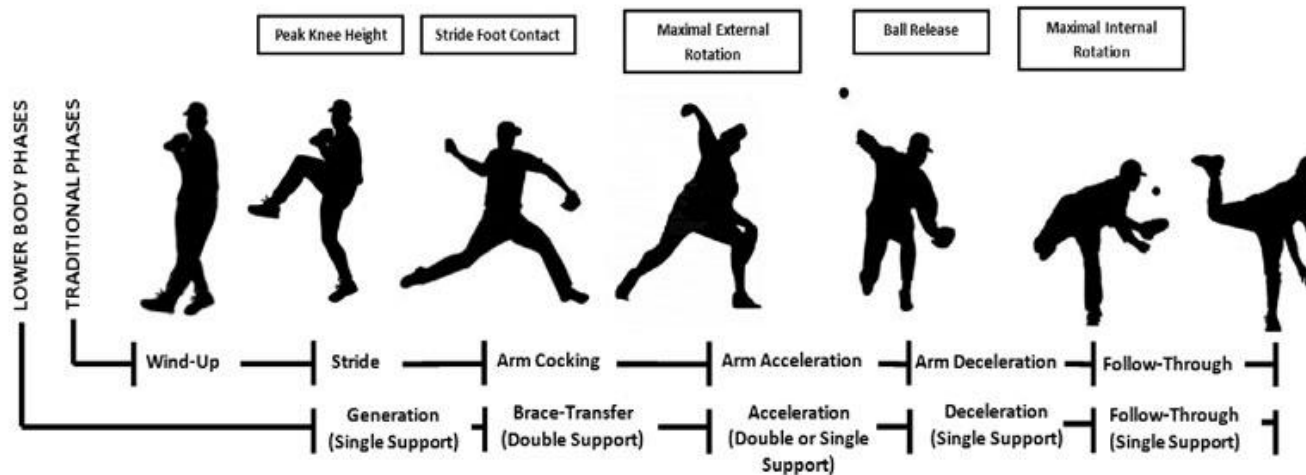 Peak Knee Height
Stride Foot Contact
Maximal External
Rotation
Ball Release
Maximal Internal
Rotation
LOWER BODY PHASES
TRADITIONAL PHASES
Wind-Up
Stride
Arm Cocking
Arm Acceleration
Arm Deceleration
Follow-Through
Generation
(Single Support)
Brace-Transfer
(Double Support)
Acceleration
(Double or Single
Support)
Deceleration
(Single Support)
Follow-Through
(Single Support)